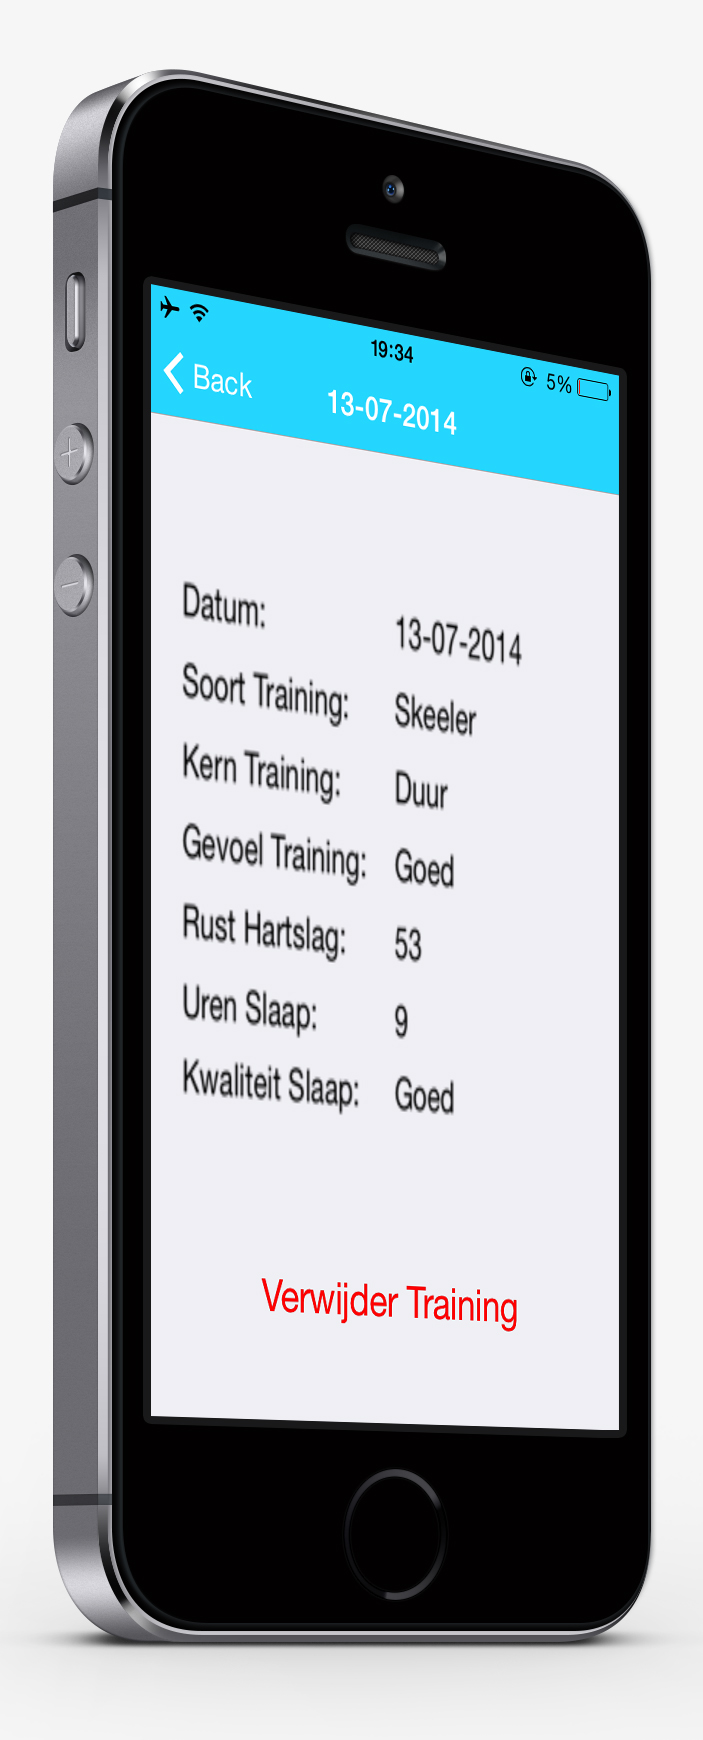 19:34
5%
Back
13-07-2014
Datum: 13-07-2014
Soort Training: Skeeler
Kern Training: Duur
Gevoel Training: Goed
Rust Hartslag: 53
Uren Slaap: 9
Kwaliteit Slaap: Goed
Verwijder Training